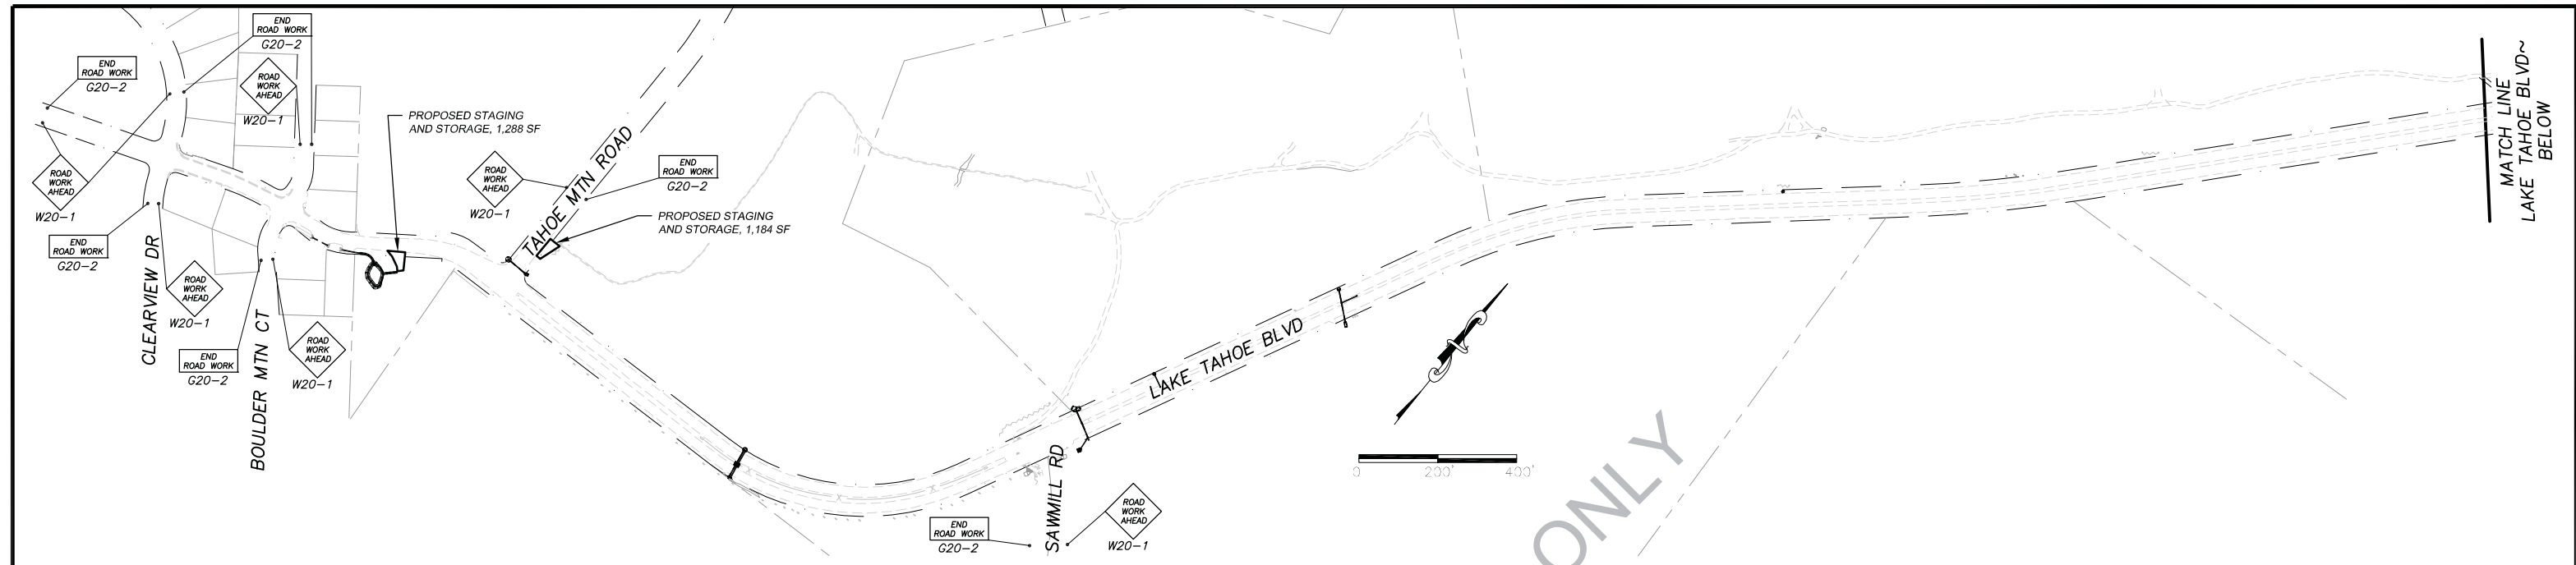 END
ROAD WORK
G20-2
END
ROAD WORK
G20-2
ROAD
WORK
AHEAD
W20-1
PROPOSED STAGING
AND STORAGE, 1,288 SF
ROAD
WORK
AHEAD
W20-1
TAHOE MTN ROAD
END
ROAD WORK
G20-2
PROPOSED STAGING
AND STORAGE, 1,184 SF
ROAD
WORK
AHEAD
W20-1
END
ROAD WORK
G20-2
CLEARVIEW DR
ROAD
WORK
AHEAD
W20-1
END
ROAD WORK
G20-2
BOULDER MTN CT
ROAD
WORK
AHEAD
W20-1
LAKE TAHOE BLVD
0 200' 400'
SAWMILL RD
END
ROAD WORK
G20-2
ROAD
WORK
AHEAD
W20-1
ONLY
MATCH LINE
LAKE TAHOE BLVD~
BELOW